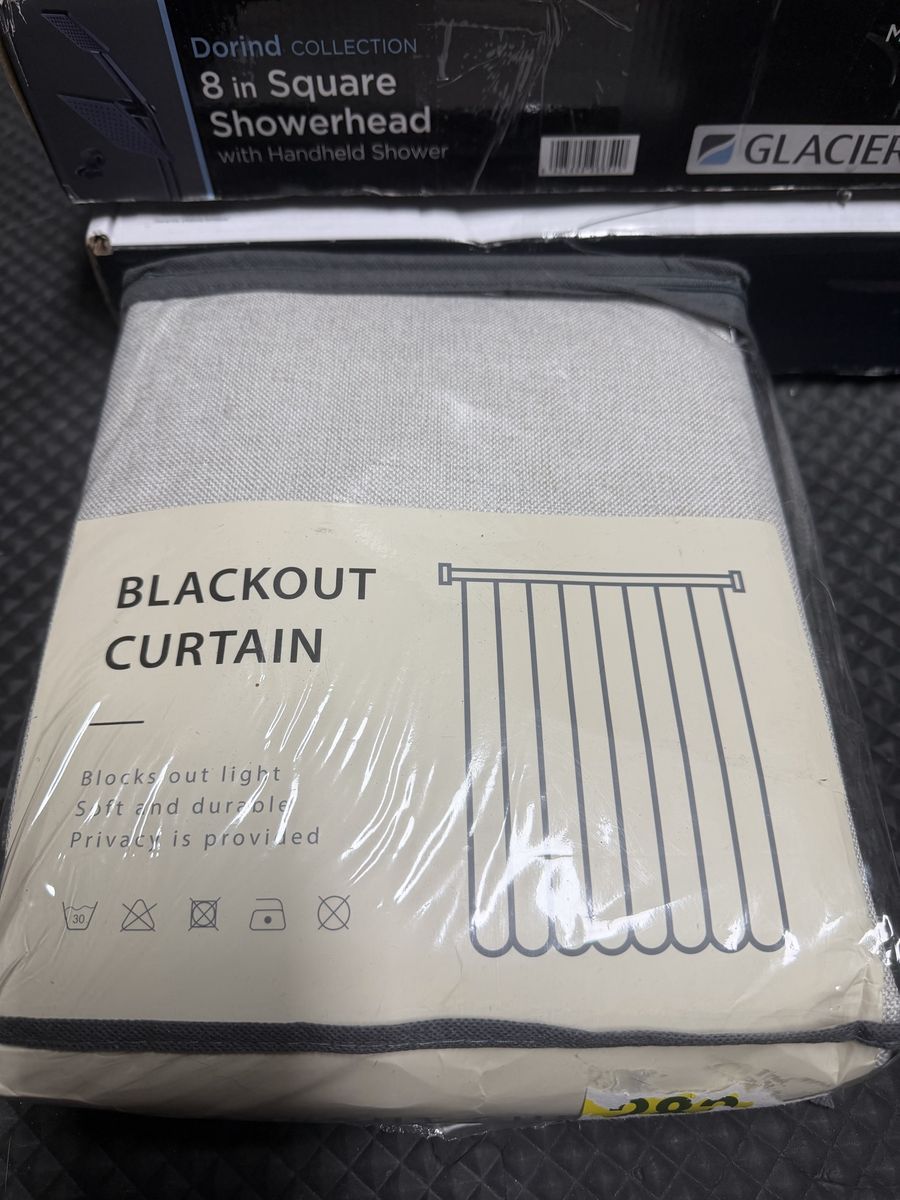 Dorind COLLECTION
8 in Square
Showerhead
with Handheld Shower
GLACIER
BLACKOUT
CURTAIN
Blocks out light
Soft and durable
Privacy is provided
30